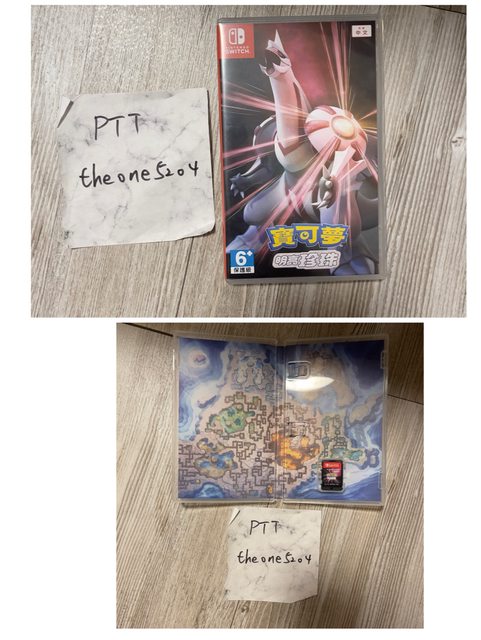 PTT
theone5204
NINTENDO
SWITCH
中文
寶可夢
明亮珍珠
6+
保護級
PTT
theone5204